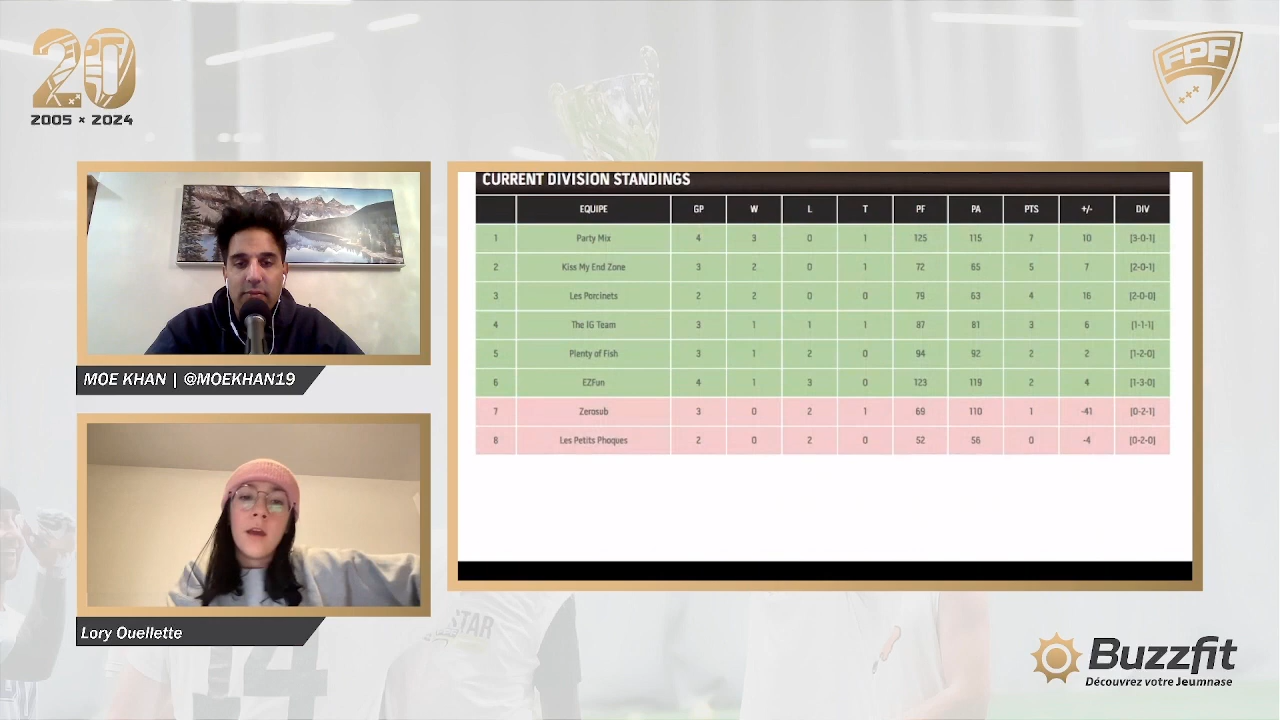 20
2005 × 2024
FPF
CURRENT DIVISION STANDINGS
EQUIPE GP W L T PF PA PTS +/- DIV
1 Party Mix 4 3 0 1 125 115 7 10 [3-0-1]
2 Kiss My End Zone 3 2 0 1 72 65 5 7 [2-0-1]
3 Les Porcinets 2 2 0 0 79 63 4 16 [2-0-0]
4 The IG Team 3 1 1 1 87 81 3 6 [1-1-1]
5 Plenty of Fish 3 1 2 0 94 92 2 2 [1-2-0]
6 EZFun 4 1 3 0 123 119 2 4 [1-3-0]
7 Zerosub 3 0 2 1 69 110 1 -41 [0-2-1]
8 Les Petits Phoques 2 0 2 0 52 56 0 -4 [0-2-0]
MOE KHAN | @MOEKHAN19
Lory Ouellette
STAR
14
Buzzfit
Découvrez votre Jeumnase